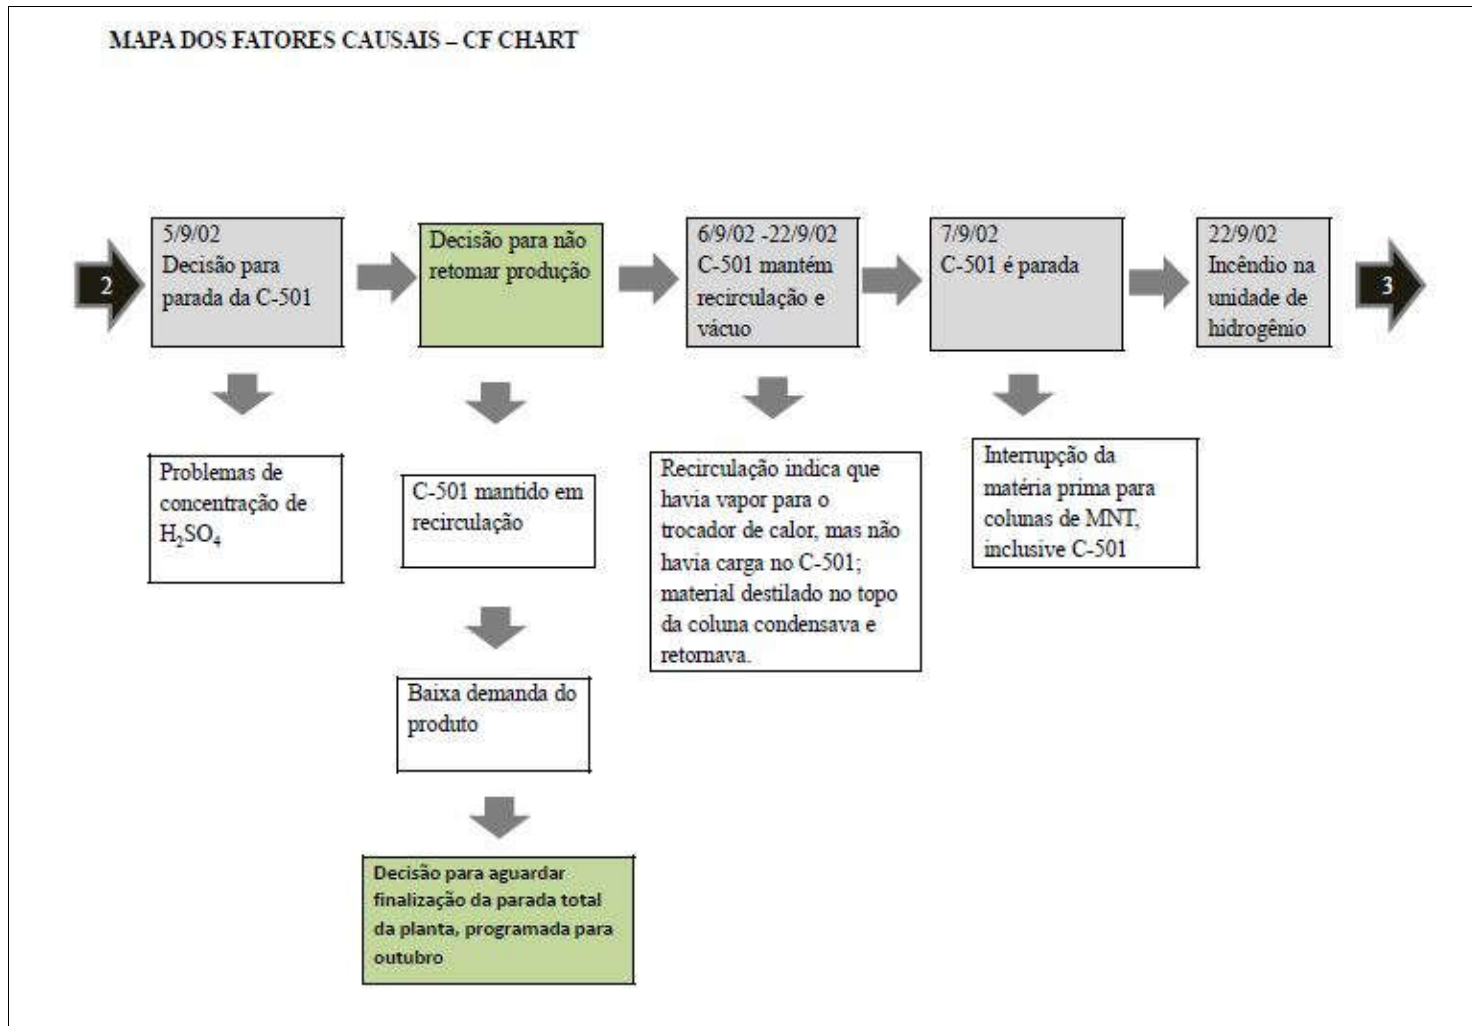 MAPA DOS FATORES CAUSAIS – CF CHART
2
5/9/02
Decisão para
parada da C-501
Decisão para não
retomar produção
6/9/02 -22/9/02
C-501 mantém
recirculação e
vácuo
7/9/02
C-501 é parada
22/9/02
Incêndio na
unidade de
hidrogênio
3
Problemas de
concentração de
H₂SO₄
C-501 mantido em
recirculação
Recirculação indica que
havia vapor para o
trocador de calor, mas não
havia carga no C-501;
material destilado no topo
da coluna condensava e
retornava.
Interrupção da
matéria prima para
colunas de MNT,
inclusive C-501
Baixa demanda do
produto
Decisão para aguardar
finalização da parada total
da planta, programada para
outubro